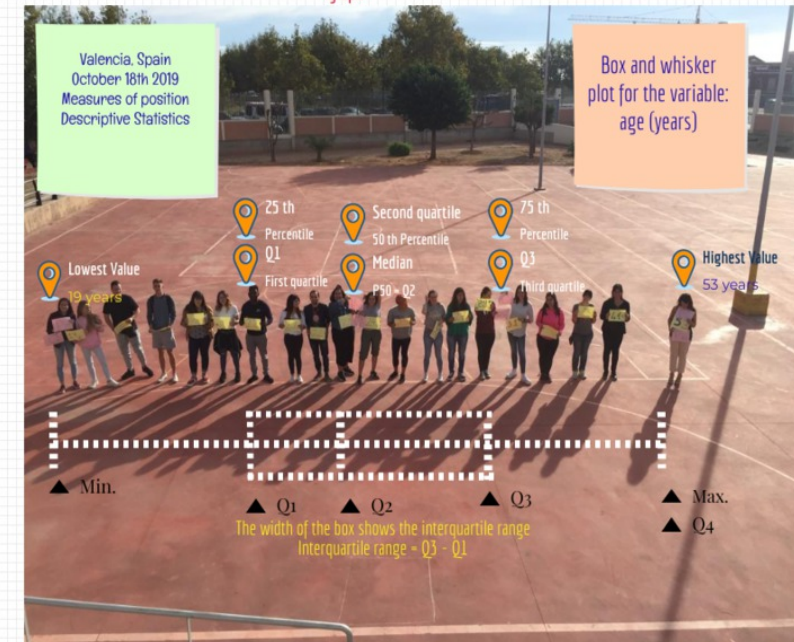 Valencia, Spain
October 18th 2019
Measures of position
Descriptive Statistics
Box and whisker
plot for the variable:
age (years)
25 th
Percentile
Q1
First quartile
Second quartile
50 th Percentile
Median
P50 = Q2
75 th
Percentile
Q3
Third quartile
Lowest Value
19 years
Highest Value
53 years
Min.
Q1
Q2
Q3
Max.
Q4
The width of the box shows the interquartile range
Interquartile range = Q3 - Q1